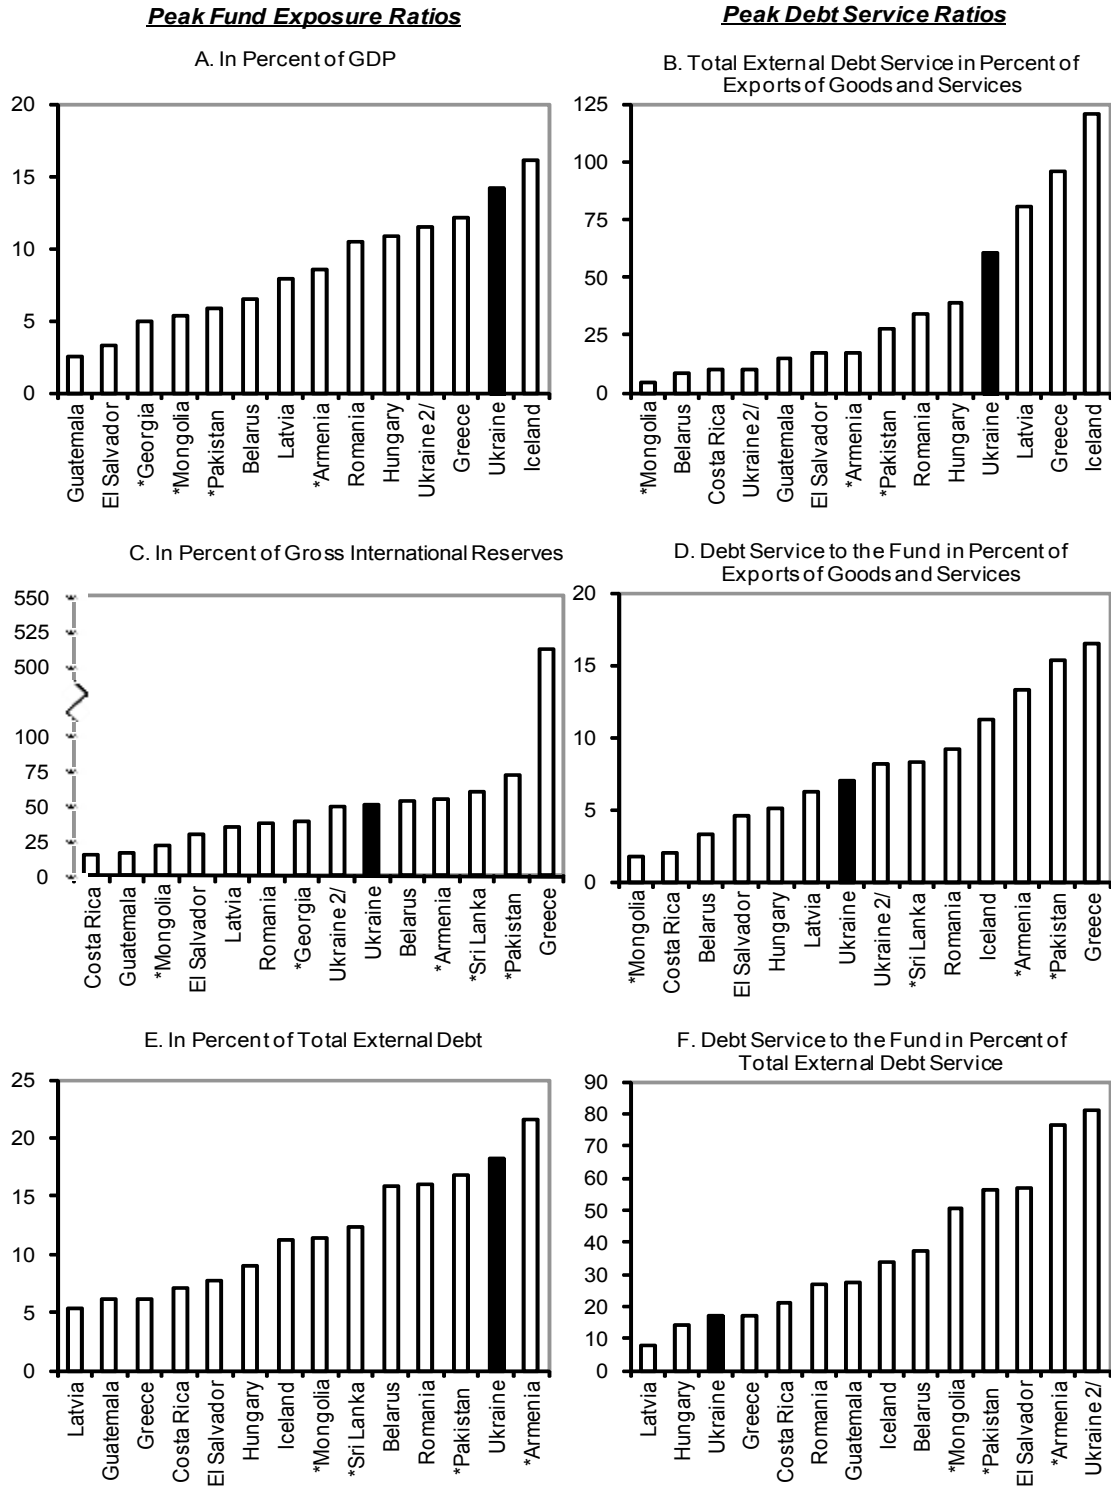 Peak Fund Exposure Ratios
Peak Debt Service Ratios
A. In Percent of GDP
20
15
10
5
0
Guatemala
El Salvador
*Georgia
*Mongolia
*Pakistan
Belarus
Latvia
*Armenia
Romania
Hungary
Ukraine 2/
Greece
Ukraine
Iceland
B. Total External Debt Service in Percent of
Exports of Goods and Services
125
100
75
50
25
0
*Mongolia
Belarus
Costa Rica
Ukraine 2/
Guatemala
El Salvador
*Armenia
*Pakistan
Romania
Hungary
Ukraine
Latvia
Greece
Iceland
C. In Percent of Gross International Reserves
550
525
500
100
75
50
25
0
Costa Rica
Guatemala
*Mongolia
El Salvador
Latvia
Romania
*Georgia
Ukraine 2/
Ukraine
Belarus
*Armenia
*Sri Lanka
*Pakistan
Greece
D. Debt Service to the Fund in Percent of
Exports of Goods and Services
20
15
10
5
0
*Mongolia
Costa Rica
Belarus
El Salvador
Hungary
Latvia
Ukraine
Ukraine 2/
*Sri Lanka
Romania
Iceland
*Armenia
*Pakistan
Greece
E. In Percent of Total External Debt
25
20
15
10
5
0
Latvia
Guatemala
Greece
Costa Rica
El Salvador
Hungary
Iceland
*Mongolia
*Sri Lanka
Belarus
Romania
*Pakistan
Ukraine
*Armenia
F. Debt Service to the Fund in Percent of
Total External Debt Service
90
80
70
60
50
40
30
20
10
0
Latvia
Hungary
Ukraine
Greece
Costa Rica
Romania
Guatemala
Iceland
Belarus
*Mongolia
*Pakistan
El Salvador
*Armenia
Ukraine 2/